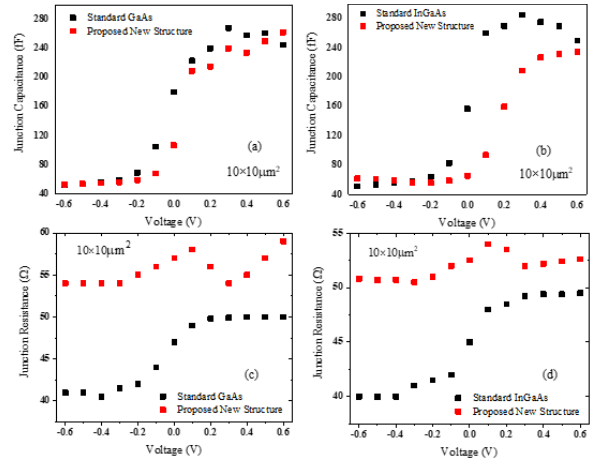 Standard GaAs
Proposed New Structure
Junction Capacitance (fF)
280
240
200
160
120
80
40
(a)
10×10μm²
-0.6 -0.4 -0.2 0.0 0.2 0.4 0.6
Voltage (V)
Standard InGaAs
Proposed New Structure
Junction Capacitance (fF)
280
240
200
160
120
80
40
(b)
10×10μm²
-0.6 -0.4 -0.2 0.0 0.2 0.4 0.6
Voltage (V)
10×10μm²
Junction Resistance (Ω)
60
55
50
45
40
(c)
Standard GaAs
Proposed New Structure
-0.6 -0.4 -0.2 0.0 0.2 0.4 0.6
Voltage (V)
10×10μm²
Junction Resistance (Ω)
55
50
45
40
(d)
Standard InGaAs
Proposed New Structure
-0.6 -0.4 -0.2 0.0 0.2 0.4 0.6
Voltage (V)